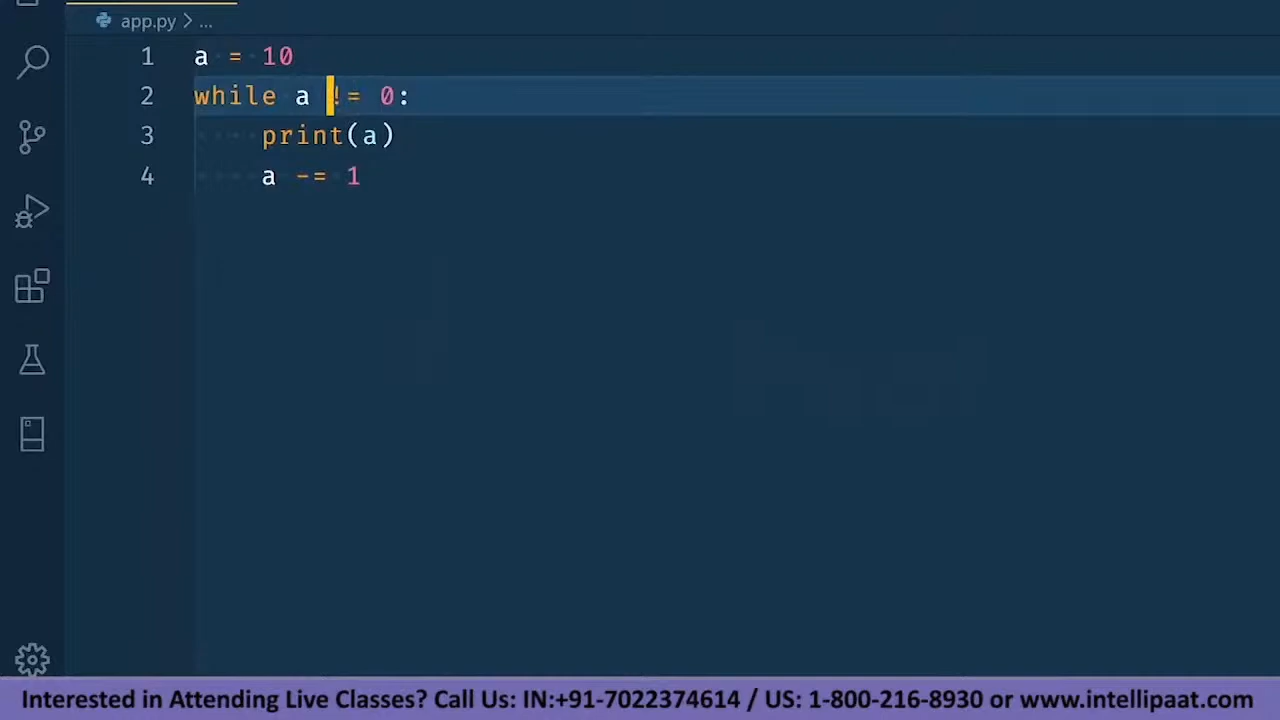 app.py > ...
1 a = 10
2 while a != 0:
3     print(a)
4     a -= 1
Interested in Attending Live Classes? Call Us: IN:+91-7022374614 / US: 1-800-216-8930 or www.intellipaat.com